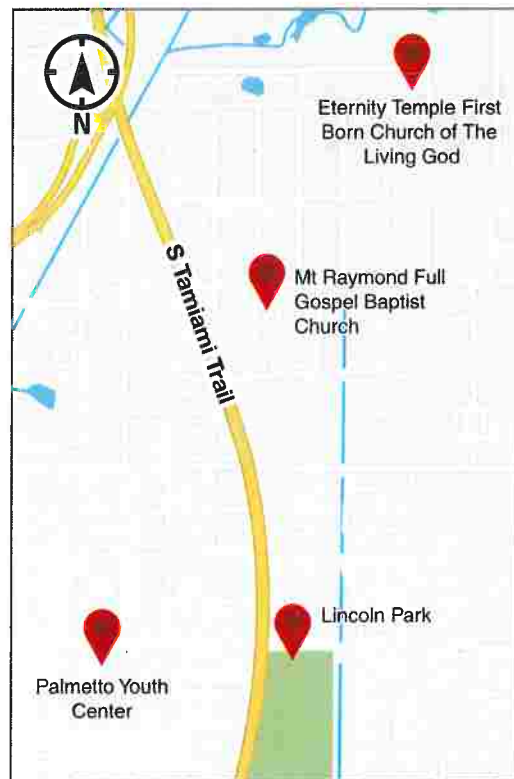 Eternity Temple First
Born Church of The
Living God
N
S Tamiami Trail
Mt Raymond Full
Gospel Baptist
Church
Lincoln Park
Palmetto Youth
Center